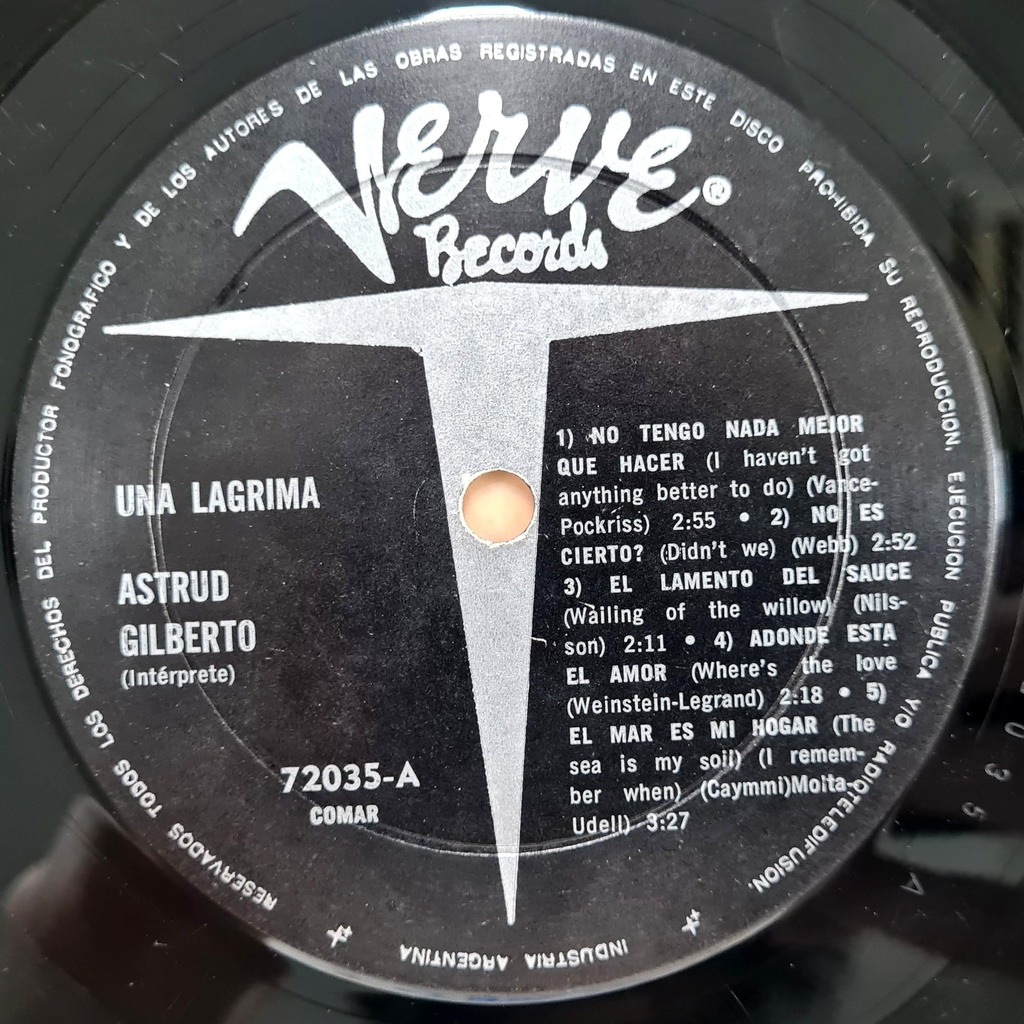 RESERVADOS TODOS LOS DERECHOS DEL PRODUCTOR FONOGRAFICO Y DE LOS AUTORES DE LAS OBRAS REGISTRADAS EN ESTE DISCO PROHIBIDA SU REPRODUCCION, EJECUCION PUBLICA Y/O RADIOTELEDIFUSION.
Verve®
Records
UNA LAGRIMA
ASTRUD
GILBERTO
(Intérprete)
72035-A
COMAR
1) NO TENGO NADA MEJOR
QUE HACER (I haven't got
anything better to do) (Vance-
Pockriss) 2:55 • 2) NO ES
CIERTO? (Didn't we) (Webb) 2:52
3) EL LAMENTO DEL SAUCE
(Wailing of the willow) (Nils-
son) 2:11 • 4) ADONDE ESTA
EL AMOR (Where's the love
(Weinstein-Legrand) 2:18 • 5)
EL MAR ES MI HOGAR (The
sea is my soil) (I remem-
ber when) (Caymmi)Moita-
Udell) 3:27
INDUSTRIA ARGENTINA